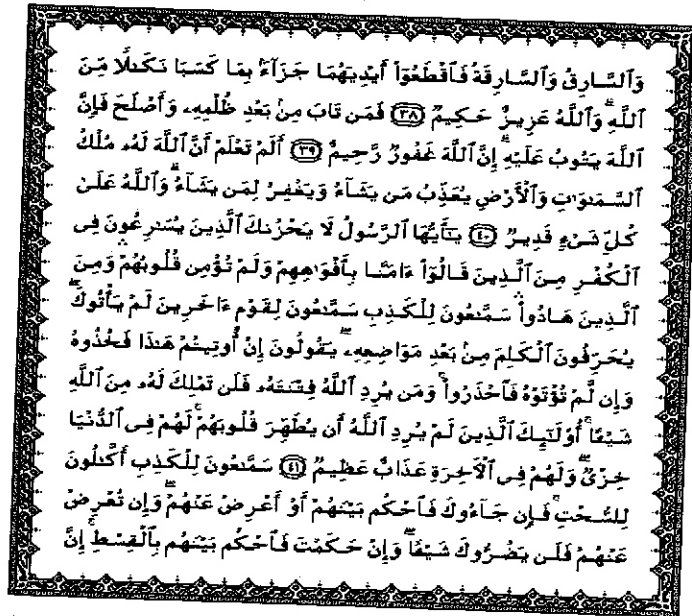 وَٱلسَّارِقُ وَٱلسَّارِقَةُ فَٱقْطَعُوٓا۟ أَيْدِيَهُمَا جَزَآءًۢ بِمَا كَسَبَا نَكَٰلًا مِّنَ
ٱللَّهِ ۗ وَٱللَّهُ عَزِيزٌ حَكِيمٌ ٣٨ فَمَن تَابَ مِنۢ بَعْدِ ظُلْمِهِۦ وَأَصْلَحَ فَإِنَّ
ٱللَّهَ يَتُوبُ عَلَيْهِ ۗ إِنَّ ٱللَّهَ غَفُورٌ رَّحِيمٌ ٣٩ أَلَمْ تَعْلَمْ أَنَّ ٱللَّهَ لَهُۥ مُلْكُ
ٱلسَّمَٰوَٰتِ وَٱلْأَرْضِ يُعَذِّبُ مَن يَشَآءُ وَيَغْفِرُ لِمَن يَشَآءُ ۗ وَٱللَّهُ عَلَىٰ
كُلِّ شَىْءٍ قَدِيرٌ ٤٠ يَٰٓأَيُّهَا ٱلرَّسُولُ لَا يَحْزُنكَ ٱلَّذِينَ يُسَٰرِعُونَ فِى
ٱلْكُفْرِ مِنَ ٱلَّذِينَ قَالُوٓا۟ ءَامَنَّا بِأَفْوَٰهِهِمْ وَلَمْ تُؤْمِن قُلُوبُهُمْ ۛ وَمِنَ
ٱلَّذِينَ هَادُوا۟ ۛ سَمَّٰعُونَ لِلْكَذِبِ سَمَّٰعُونَ لِقَوْمٍ ءَاخَرِينَ لَمْ يَأْتُوكَ ۖ
يُحَرِّفُونَ ٱلْكَلِمَ مِنۢ بَعْدِ مَوَاضِعِهِۦ ۖ يَقُولُونَ إِنْ أُوتِيتُمْ هَٰذَا فَخُذُوهُ
وَإِن لَّمْ تُؤْتَوْهُ فَٱحْذَرُوا۟ ۚ وَمَن يُرِدِ ٱللَّهُ فِتْنَتَهُۥ فَلَن تَمْلِكَ لَهُۥ مِنَ ٱللَّهِ
شَيْـًٔا ۚ أُو۟لَٰٓئِكَ ٱلَّذِينَ لَمْ يُرِدِ ٱللَّهُ أَن يُطَهِّرَ قُلُوبَهُمْ ۚ لَهُمْ فِى ٱلدُّنْيَا
خِزْىٌ ۖ وَلَهُمْ فِى ٱلْءَاخِرَةِ عَذَابٌ عَظِيمٌ ٤١ سَمَّٰعُونَ لِلْكَذِبِ أَكَّٰلُونَ
لِلسُّحْتِ ۚ فَإِن جَآءُوكَ فَٱحْكُم بَيْنَهُمْ أَوْ أَعْرِضْ عَنْهُمْ ۖ وَإِن تُعْرِضْ
عَنْهُمْ فَلَن يَضُرُّوكَ شَيْـًٔا ۖ وَإِنْ حَكَمْتَ فَٱحْكُم بَيْنَهُم بِٱلْقِسْطِ ۚ إِنَّ